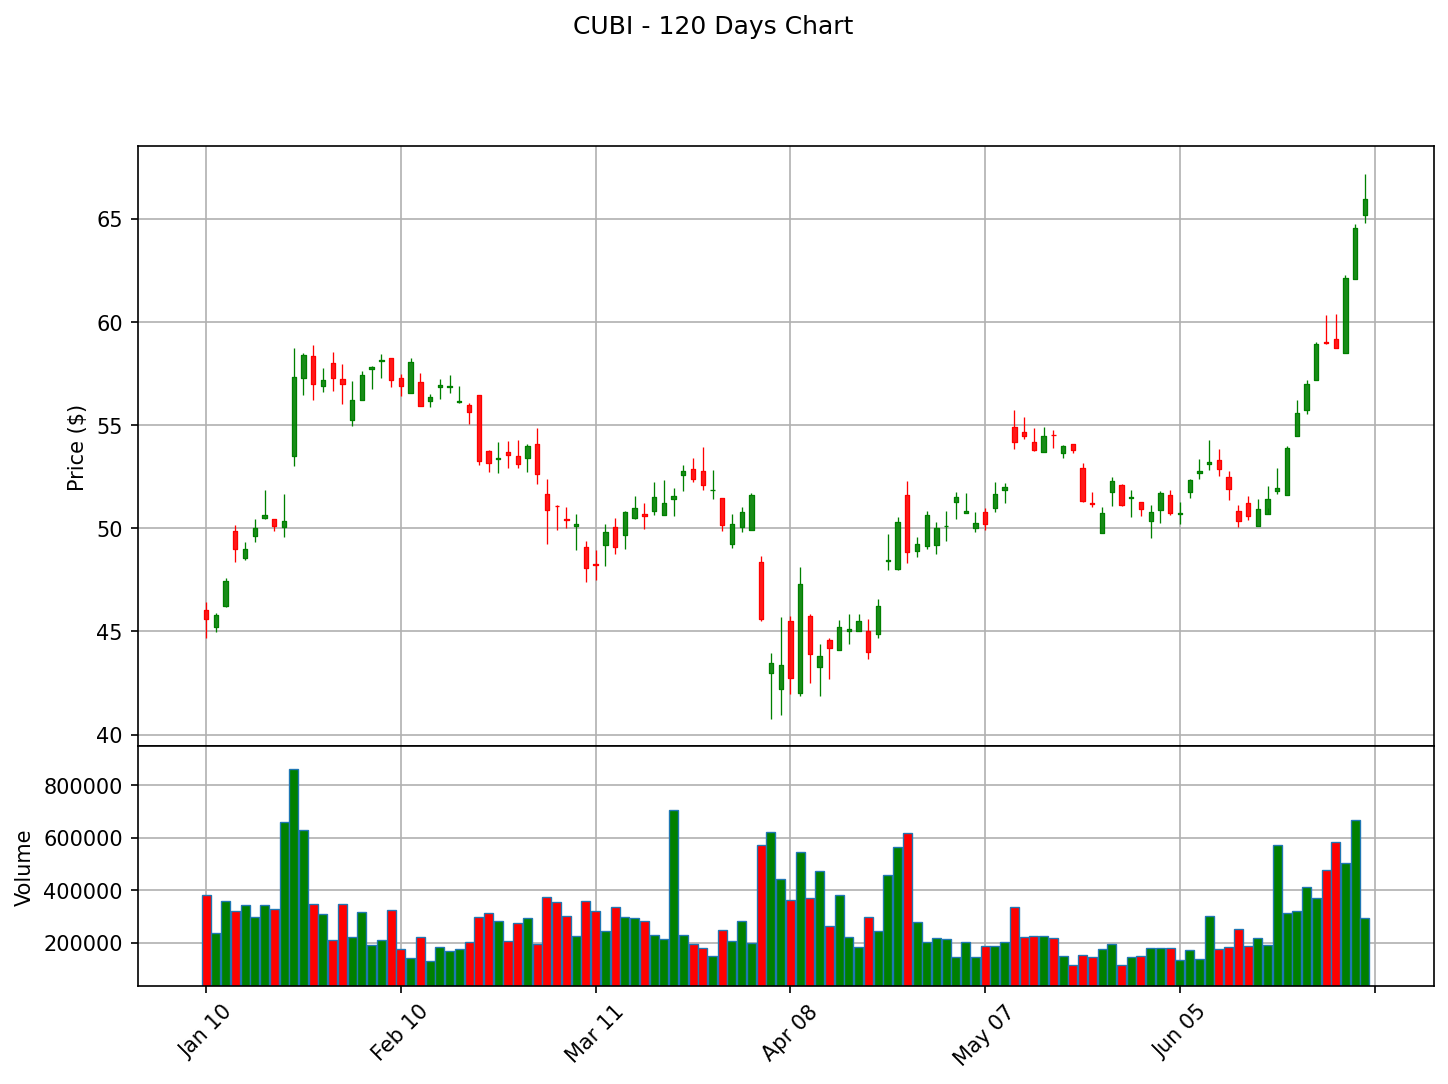 CUBI - 120 Days Chart
Price ($)
65
60
55
50
45
40
Volume
800000
600000
400000
200000
Jan 10
Feb 10
Mar 11
Apr 08
May 07
Jun 05